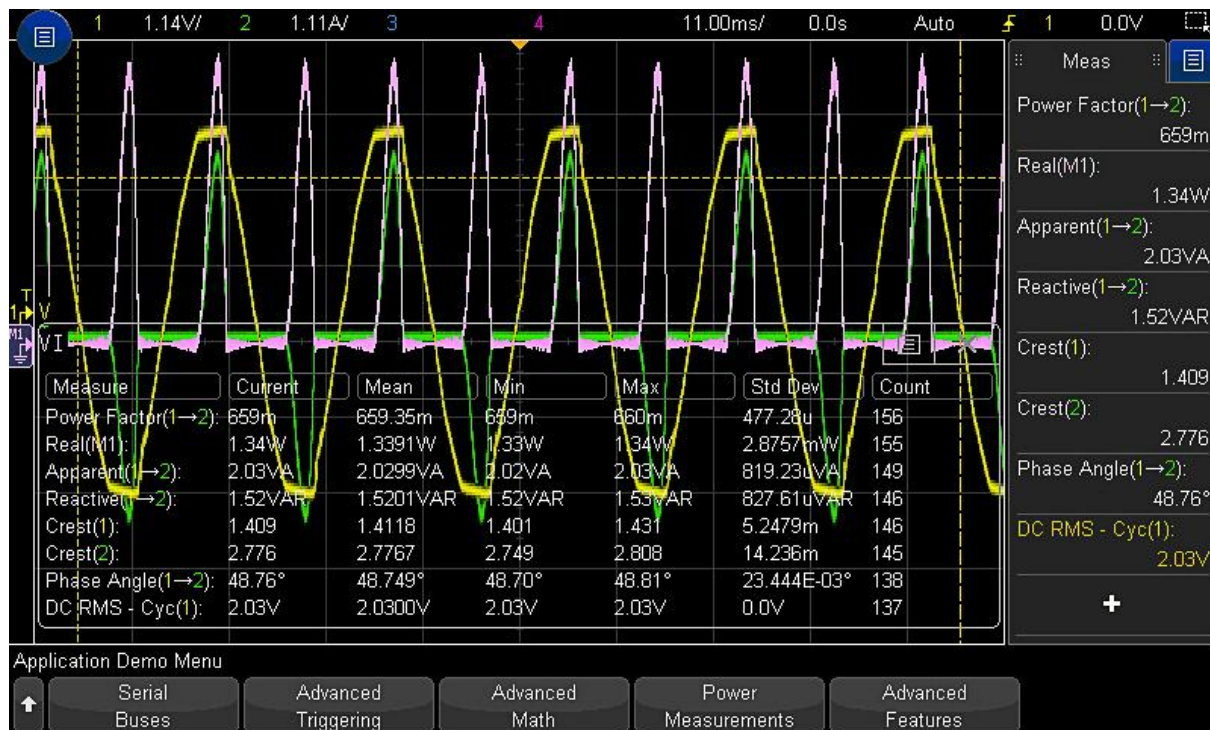 1 1.14V/ 2 1.11A/ 3 4 11.00ms/ 0.0s Auto 1 0.0V
Meas
Power Factor(1→2):
659m
Real(M1):
1.34W
Apparent(1→2):
2.03VA
Reactive(1→2):
1.52VAR
Crest(1):
1.409
Crest(2):
2.776
Phase Angle(1→2):
48.76°
DC RMS - Cyc(1):
2.03V
+
T
1 V
M1 VI
Measure Current Mean Min Max Std Dev Count
Power Factor(1→2): 659m 659.35m 659m 660m 477.28u 156
Real(M1): 1.34W 1.3391W 1.33W 1.34W 2.8757mW 155
Apparent(1→2): 2.03VA 2.0299VA 2.02VA 2.03VA 819.23uVA 149
Reactive(1→2): 1.52VAR 1.5201VAR 1.52VAR 1.53VAR 827.61uVAR 146
Crest(1): 1.409 1.4118 1.401 1.431 5.2479m 146
Crest(2): 2.776 2.7767 2.749 2.808 14.236m 145
Phase Angle(1→2): 48.76° 48.749° 48.70° 48.81° 23.444E-03° 138
DC RMS - Cyc(1): 2.03V 2.0300V 2.03V 2.03V 0.0V 137
Application Demo Menu
Serial Buses
Advanced Triggering
Advanced Math
Power Measurements
Advanced Features